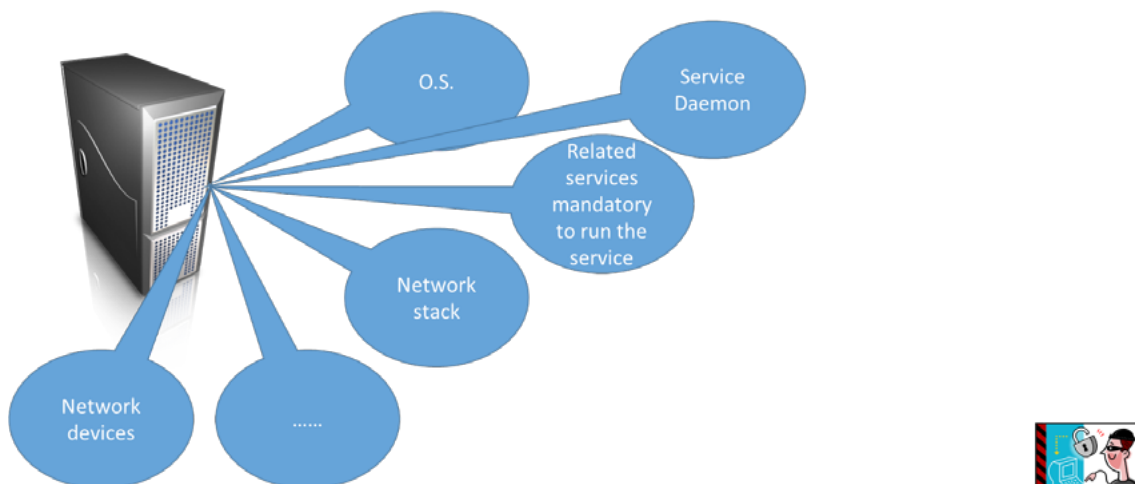 O.S.
Service
Daemon
Related
services
mandatory
to run the
service
Network
stack
Network
devices
......